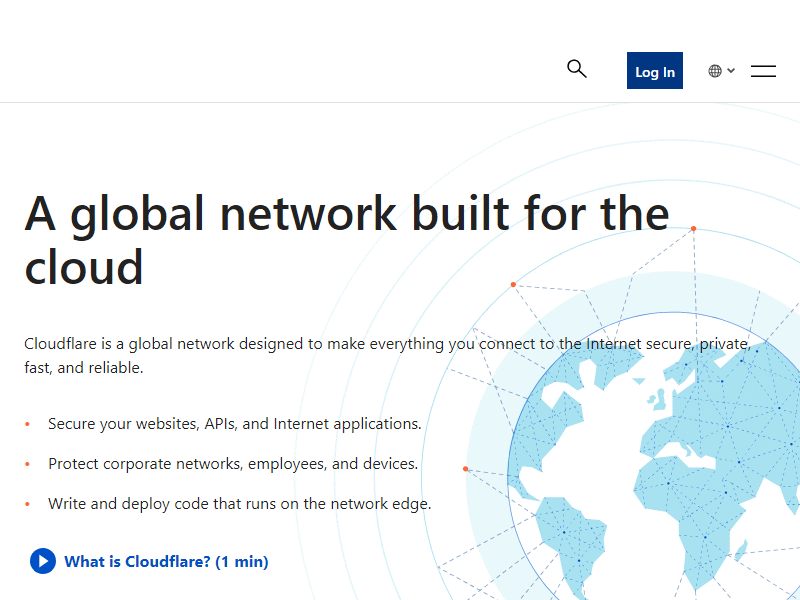 Log In
A global network built for the
cloud
Cloudflare is a global network designed to make everything you connect to the Internet secure, private,
fast, and reliable.
Secure your websites, APIs, and Internet applications.
Protect corporate networks, employees, and devices.
Write and deploy code that runs on the network edge.
What is Cloudflare? (1 min)